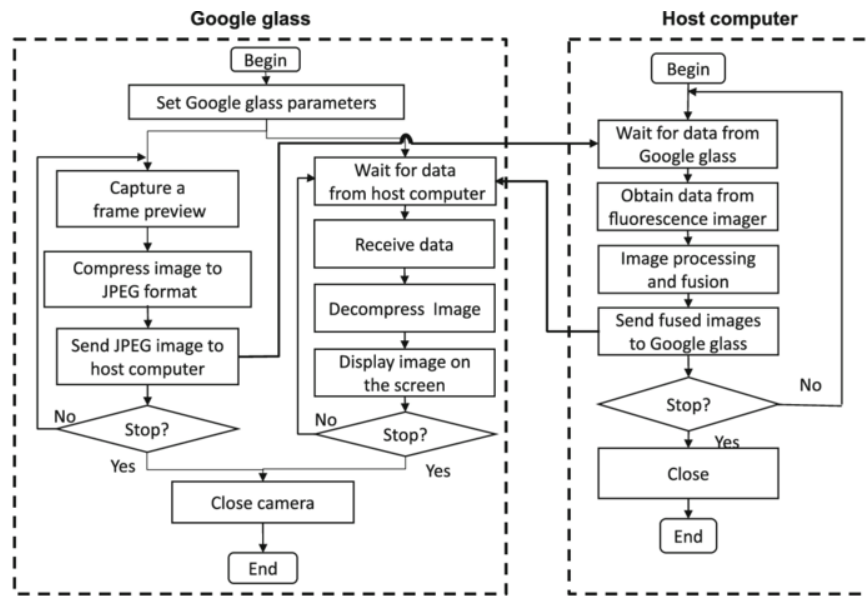 Google glass
Begin
Set Google glass parameters
Capture a
frame preview
Compress image to
JPEG format
Send JPEG image to
host computer
No
Stop?
Yes
Wait for data
from host computer
Receive data
Decompress Image
Display image on
the screen
No
Stop?
Yes
Close camera
End
Host computer
Begin
Wait for data from
Google glass
Obtain data from
fluorescence imager
Image processing
and fusion
Send fused images
to Google glass
No
Stop?
Yes
Close
End